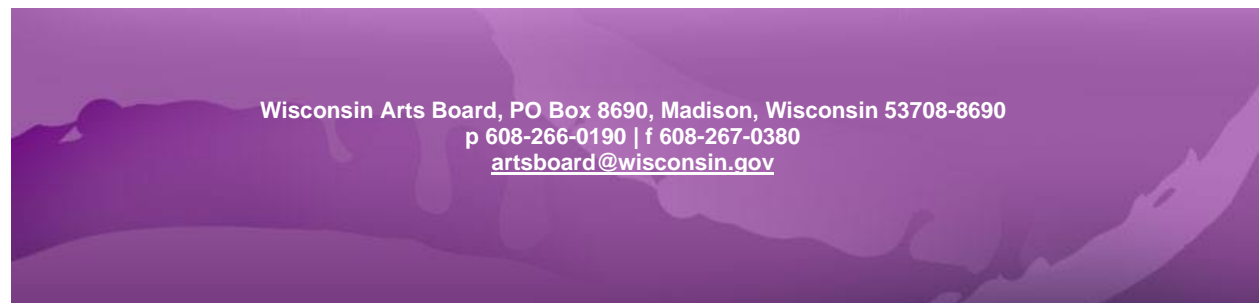 Wisconsin Arts Board, PO Box 8690, Madison, Wisconsin 53708-8690
p 608-266-0190 | f 608-267-0380
artsboard@wisconsin.gov